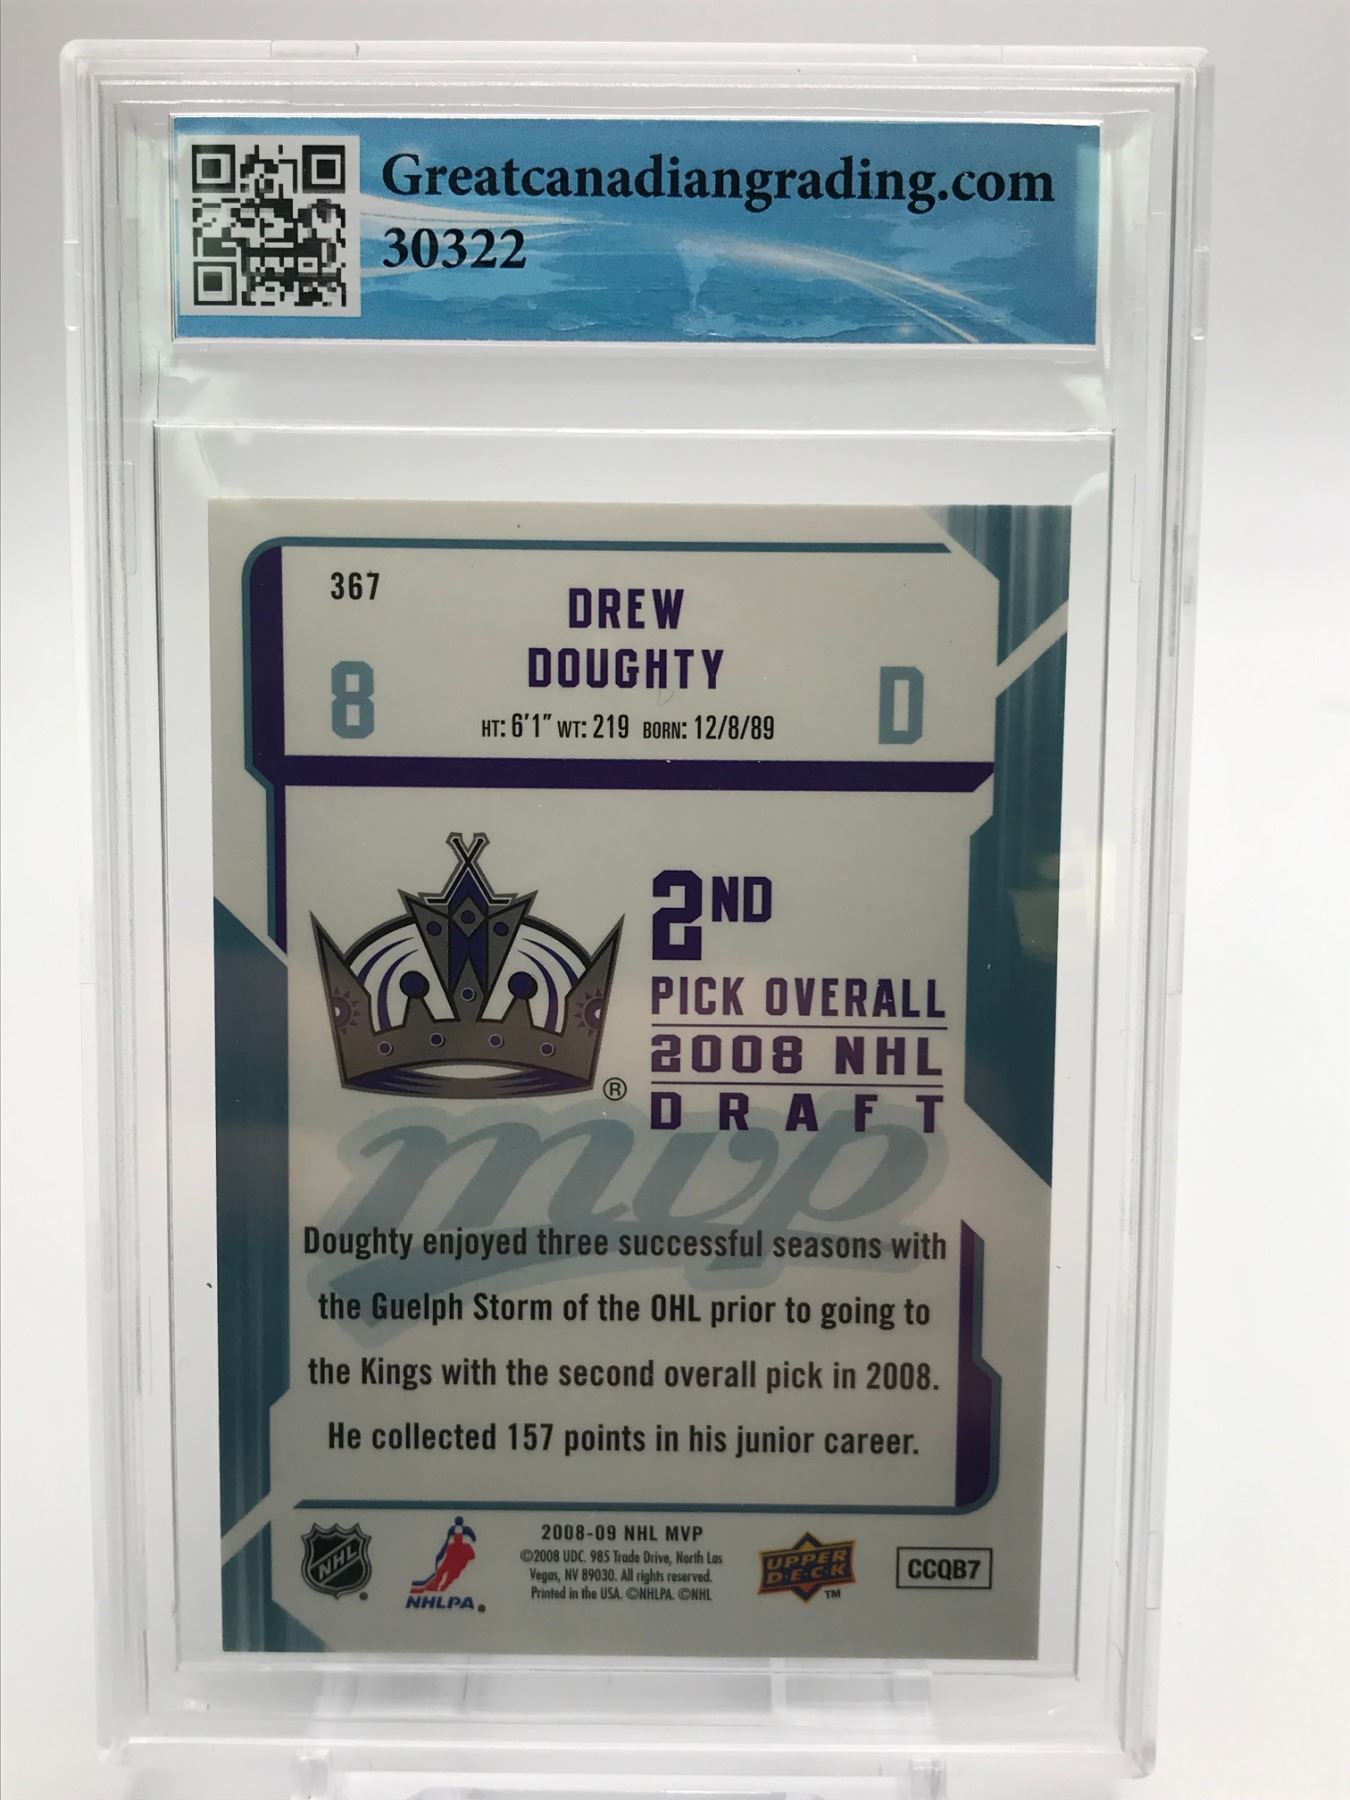 Greatcanadiangrading.com
30322
367
DREW
DOUGHTY
8
D
HT: 6'1" WT: 219 BORN: 12/8/89
2ND
PICK OVERALL
2008 NHL
DRAFT
®
mvp
Doughty enjoyed three successful seasons with
the Guelph Storm of the OHL prior to going to
the Kings with the second overall pick in 2008.
He collected 157 points in his junior career.
NHL
NHLPA
2008-09 NHL MVP
©2008 UDC. 985 Trade Drive, North Las
Vegas, NV 89030. All rights reserved.
Printed in the USA. ©NHLPA. ©NHL
UPPER
D·E·C·K
TM
CCQB7